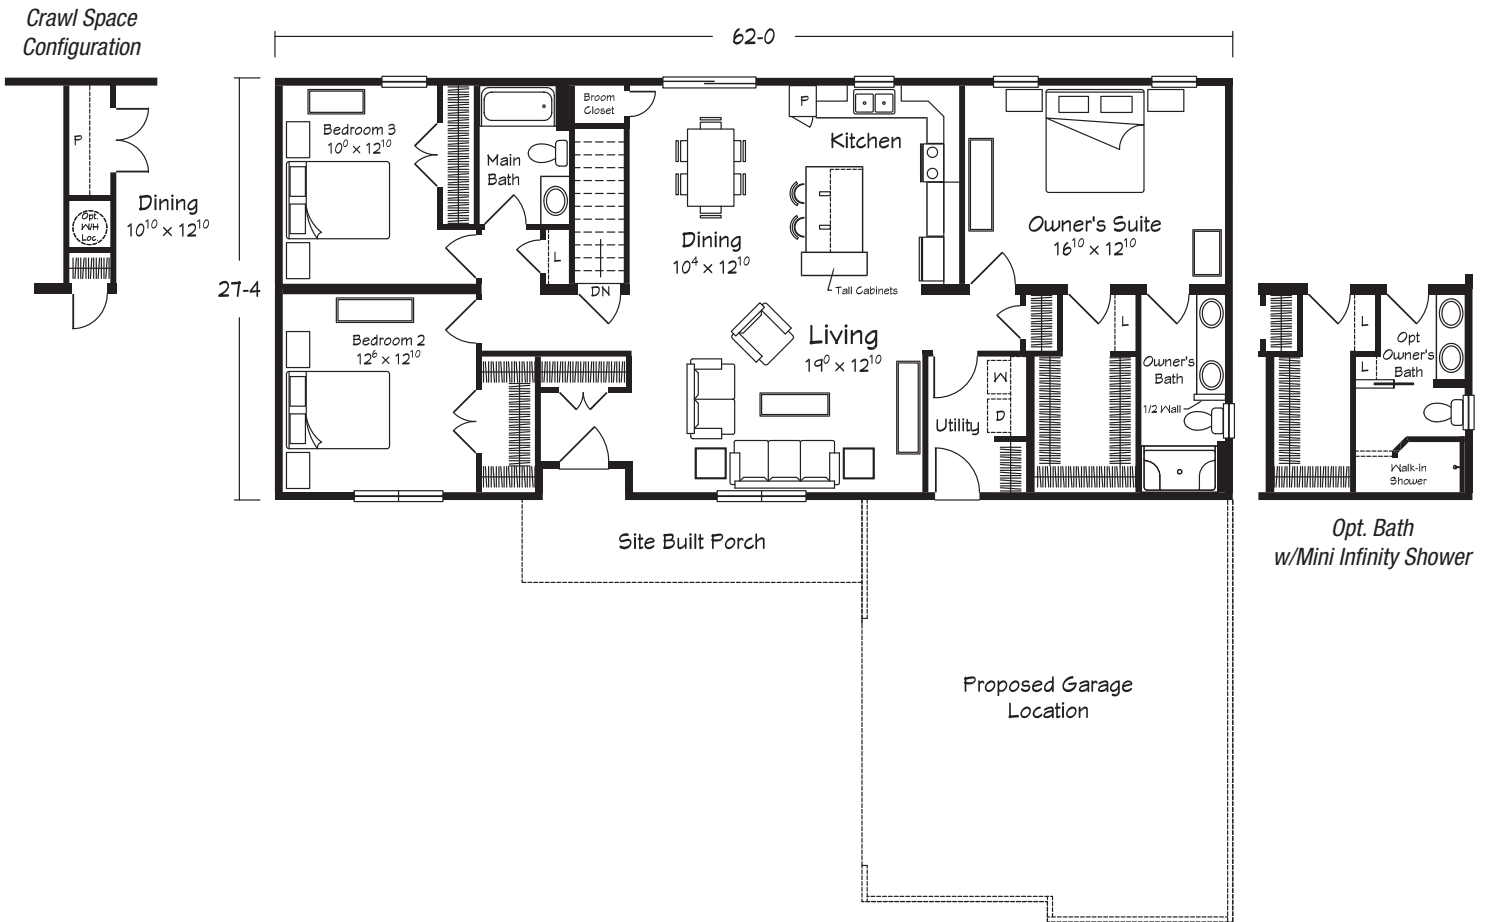 Crawl Space
Configuration
P
Opt.
W/H
Loc.
Dining
10¹⁰ x 12¹⁰
62-0
27-4
Bedroom 3
10⁰ x 12¹⁰
Main
Bath
Broom
Closet
L
DN
Dining
10⁴ x 12¹⁰
P
Kitchen
Tall Cabinets
Owner's Suite
16¹⁰ x 12¹⁰
Bedroom 2
12⁶ x 12¹⁰
Living
19⁰ x 12¹⁰
Utility
W
D
L
Owner's
Bath
1/2 Wall
L
L
Opt
Owner's
Bath
Walk-in
Shower
Opt. Bath
w/Mini Infinity Shower
Site Built Porch
Proposed Garage
Location